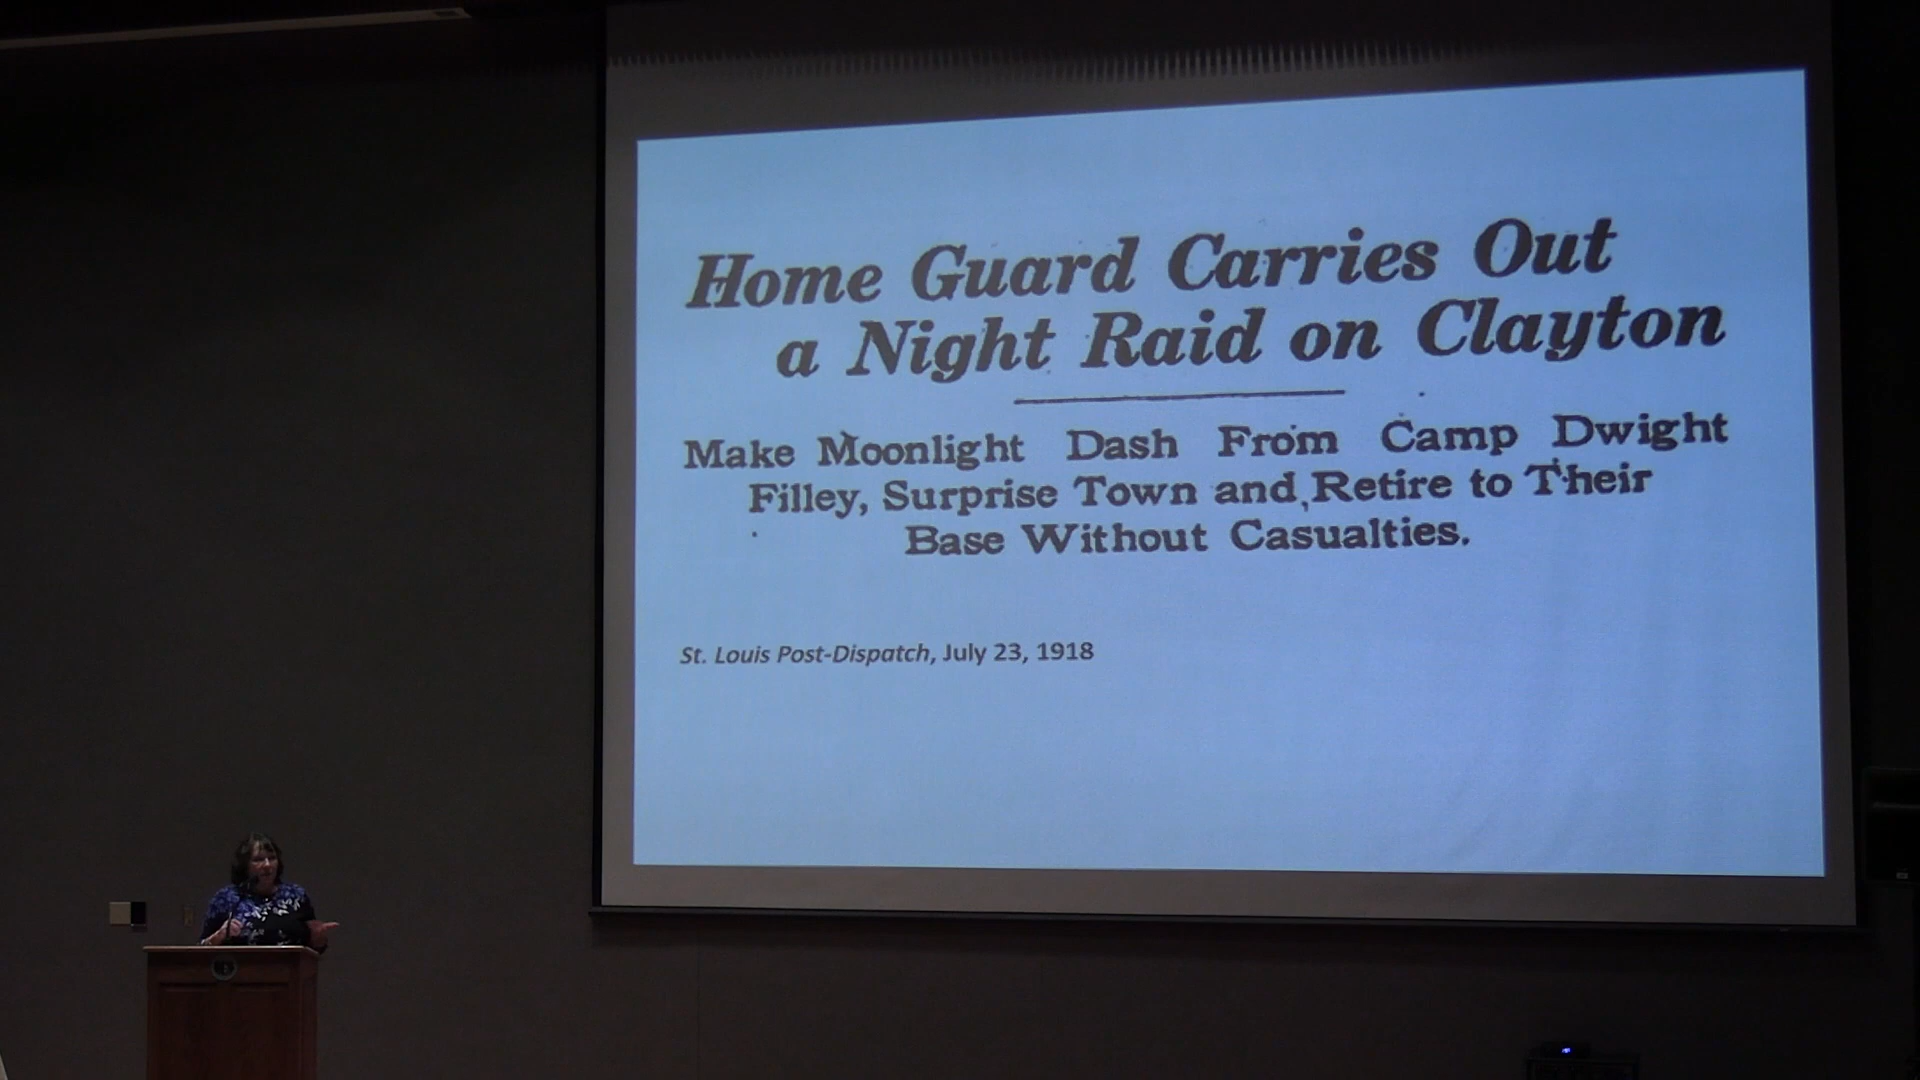 Home Guard Carries Out
a Night Raid on Clayton
Make Moonlight Dash From Camp Dwight
Filley, Surprise Town and Retire to Their
Base Without Casualties.
St. Louis Post-Dispatch, July 23, 1918